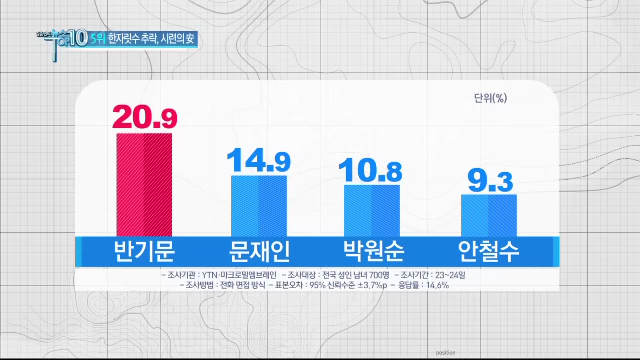 TOP10 5위 한자릿수 추락, 시련의 安
단위(%)
20.9 14.9 10.8 9.3
반기문 문재인 박원순 안철수
- 조사기관 : YTN·마크로밀엠브레인 - 조사대상 : 전국 성인 남녀 700명 - 조사기간 : 23~24일
- 조사방법 : 전화 면접 방식 - 표본오차 : 95% 신뢰수준 ±3.7%p - 응답률 : 14.6%
position